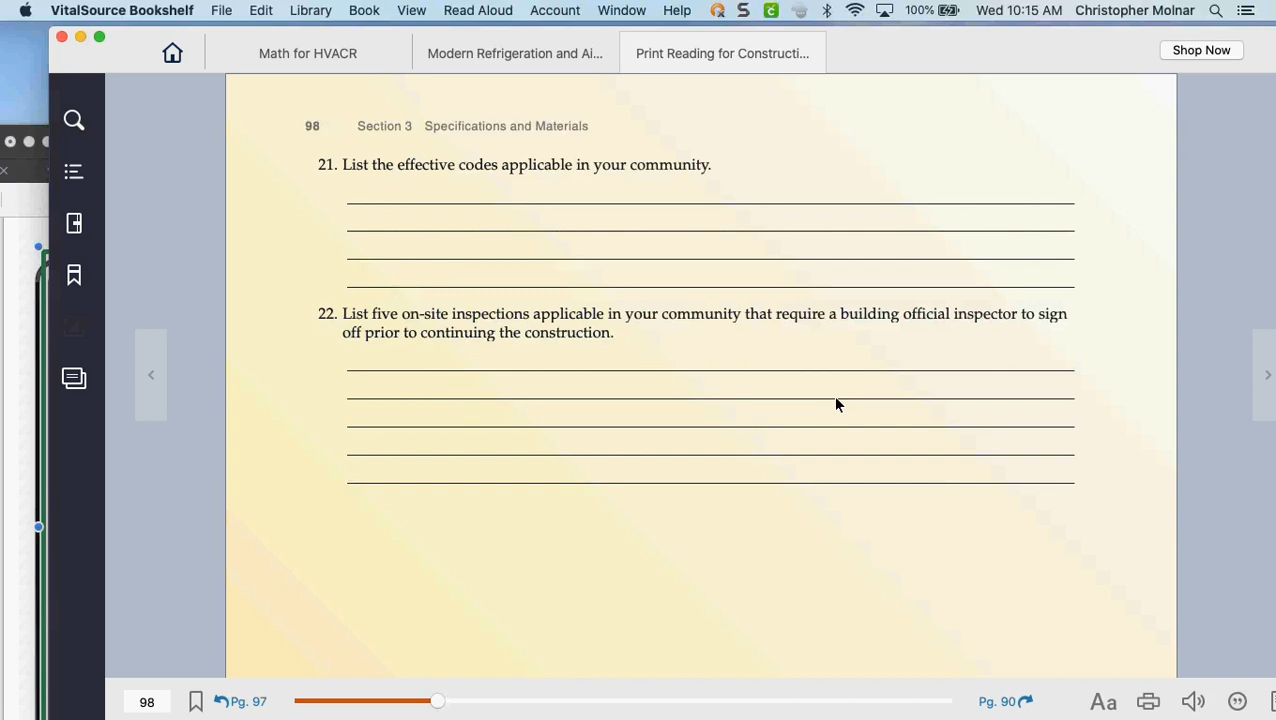 VitalSource Bookshelf File Edit Library Book View Read Aloud Account Window Help 100% Wed 10:15 AM Christopher Molnar
Math for HVACR Modern Refrigeration and Ai... Print Reading for Constructi... Shop Now
98 Section 3 Specifications and Materials
21. List the effective codes applicable in your community.
22. List five on-site inspections applicable in your community that require a building official inspector to sign
off prior to continuing the construction.
98 Pg. 97 Pg. 90 Aa